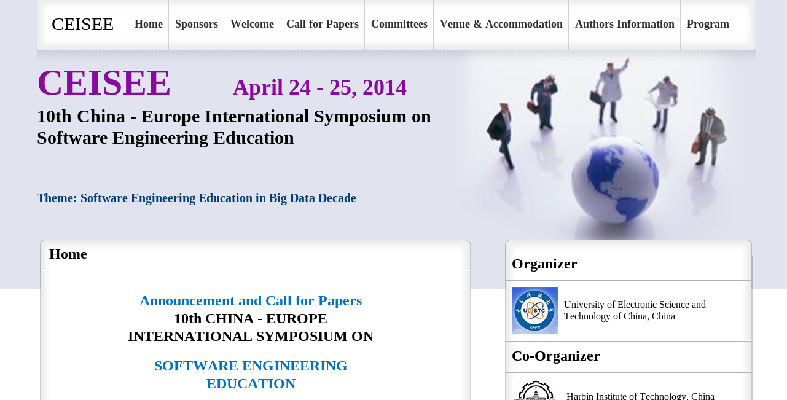 CEISEE Home Sponsors Welcome Call for Papers Committees Venue & Accommodation Authors Information Program
CEISEE April 24 - 25, 2014
10th China - Europe International Symposium on
Software Engineering Education
Theme: Software Engineering Education in Big Data Decade
Home
Announcement and Call for Papers
10th CHINA - EUROPE
INTERNATIONAL SYMPOSIUM ON
SOFTWARE ENGINEERING
EDUCATION
Organizer
University of Electronic Science and
Technology of China, China
Co-Organizer
Harbin Institute of Technology, China